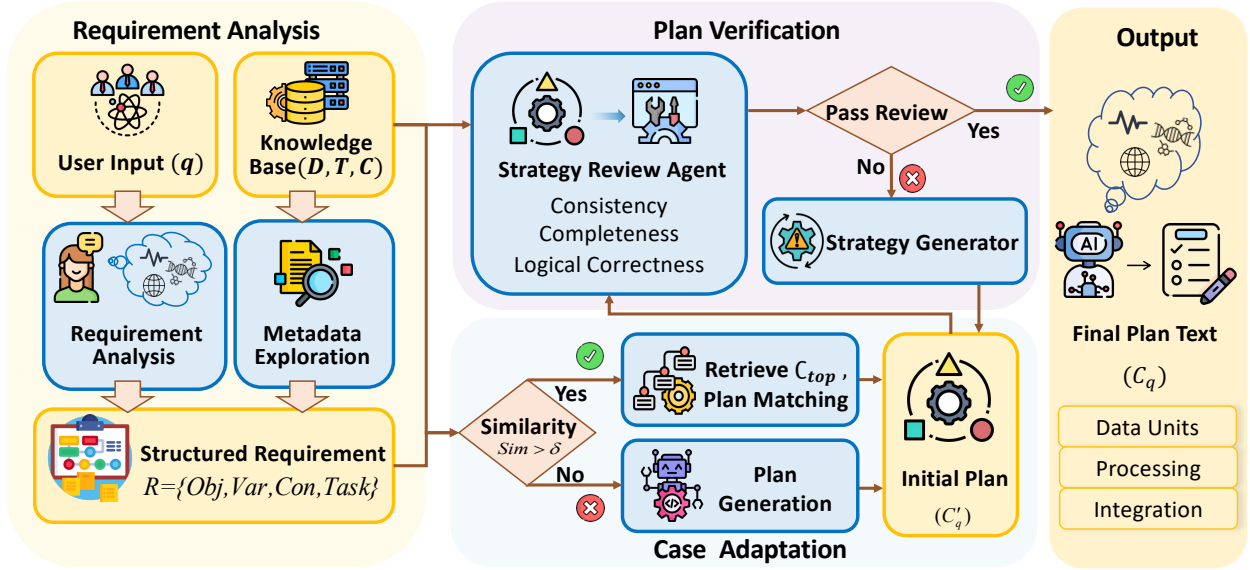 Requirement Analysis
User Input (q)
Knowledge
Base(D, T, C)
Requirement
Analysis
Metadata
Exploration
Structured Requirement
R={Obj,Var,Con,Task}
Plan Verification
Strategy Review Agent
Consistency
Completeness
Logical Correctness
Pass Review
Yes
No
Strategy Generator
Similarity
Sim > δ
Yes
No
Retrieve C_top ,
Plan Matching
Plan
Generation
Initial Plan
(C'_q)
Case Adaptation
Output
AI
Final Plan Text
(C_q)
Data Units
Processing
Integration